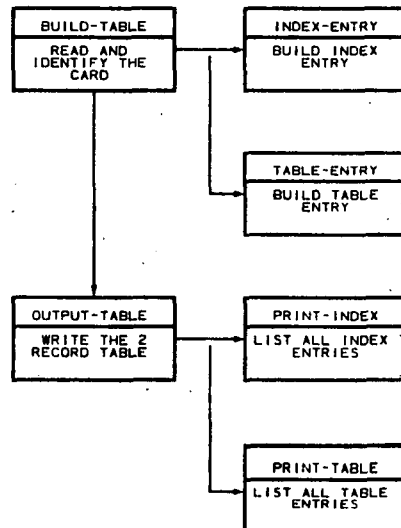 BUILD-TABLE
READ AND
IDENTIFY THE
CARD
INDEX-ENTRY
BUILD INDEX
ENTRY
TABLE-ENTRY
BUILD TABLE
ENTRY
OUTPUT-TABLE
WRITE THE 2
RECORD TABLE
PRINT-INDEX
LIST ALL INDEX
ENTRIES
PRINT-TABLE
LIST ALL TABLE
ENTRIES